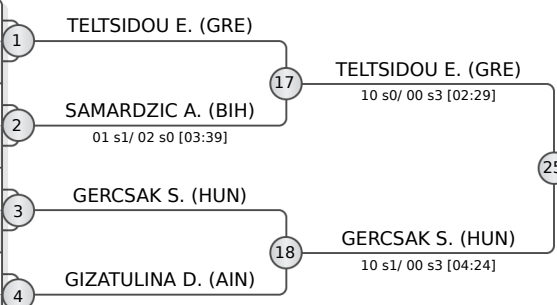 TELTSIDOU E. (GRE)
1
17
TELTSIDOU E. (GRE)
10 s0/ 00 s3 [02:29]
SAMARDZIC A. (BIH)
2
01 s1/ 02 s0 [03:39]
25
GERCSAK S. (HUN)
3
18
GERCSAK S. (HUN)
10 s1/ 00 s3 [04:24]
GIZATULINA D. (AIN)
4